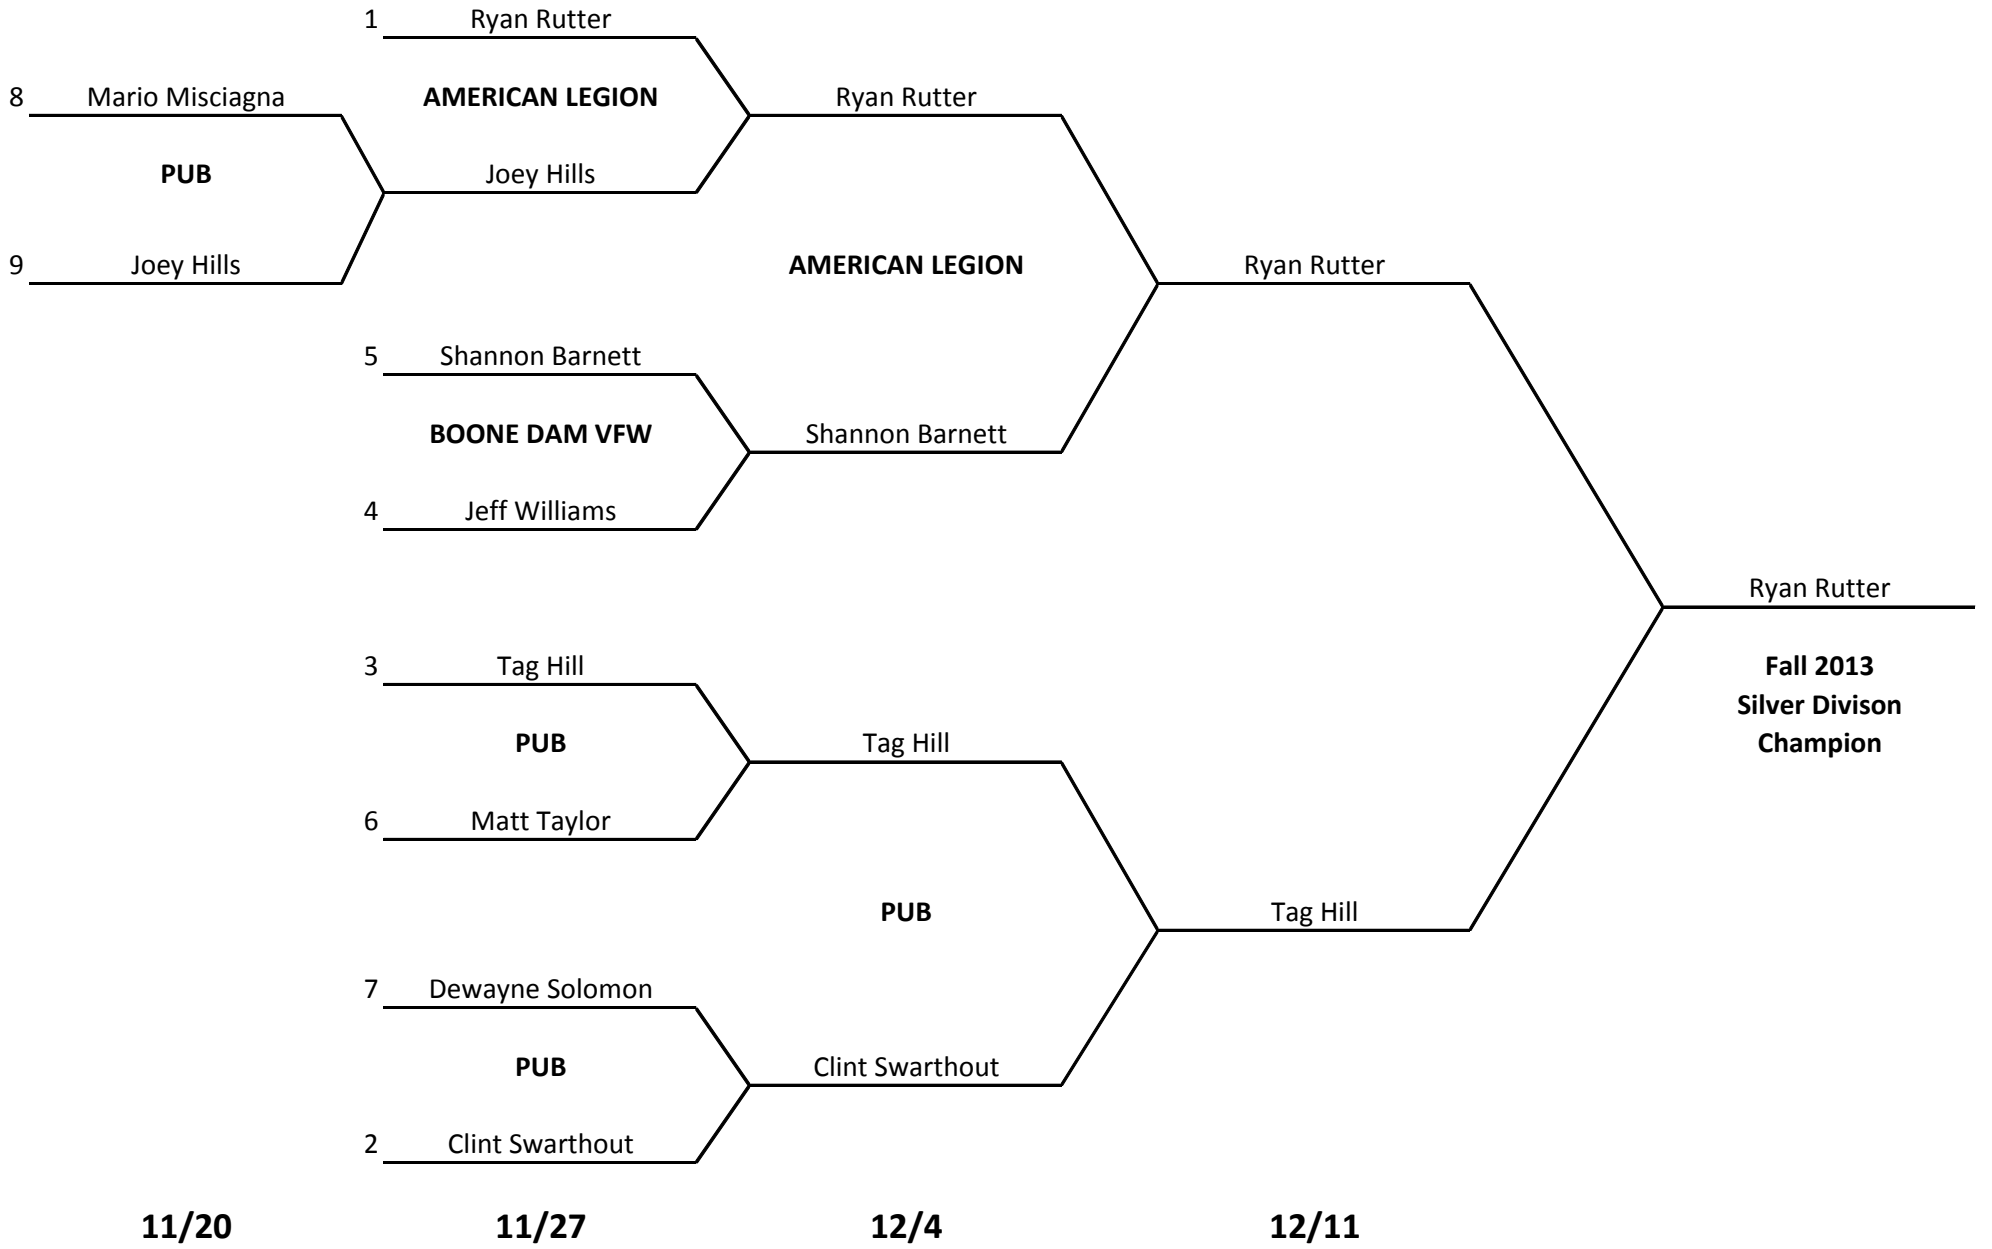 1 Ryan Rutter
8 Mario Misciagna AMERICAN LEGION Ryan Rutter
PUB Joey Hills
9 Joey Hills AMERICAN LEGION Ryan Rutter
5 Shannon Barnett
BOONE DAM VFW Shannon Barnett
4 Jeff Williams
Ryan Rutter
3 Tag Hill Fall 2013
Silver Divison
PUB Tag Hill Champion
6 Matt Taylor
PUB Tag Hill
7 Dewayne Solomon
PUB Clint Swarthout
2 Clint Swarthout
11/20 11/27 12/4 12/11